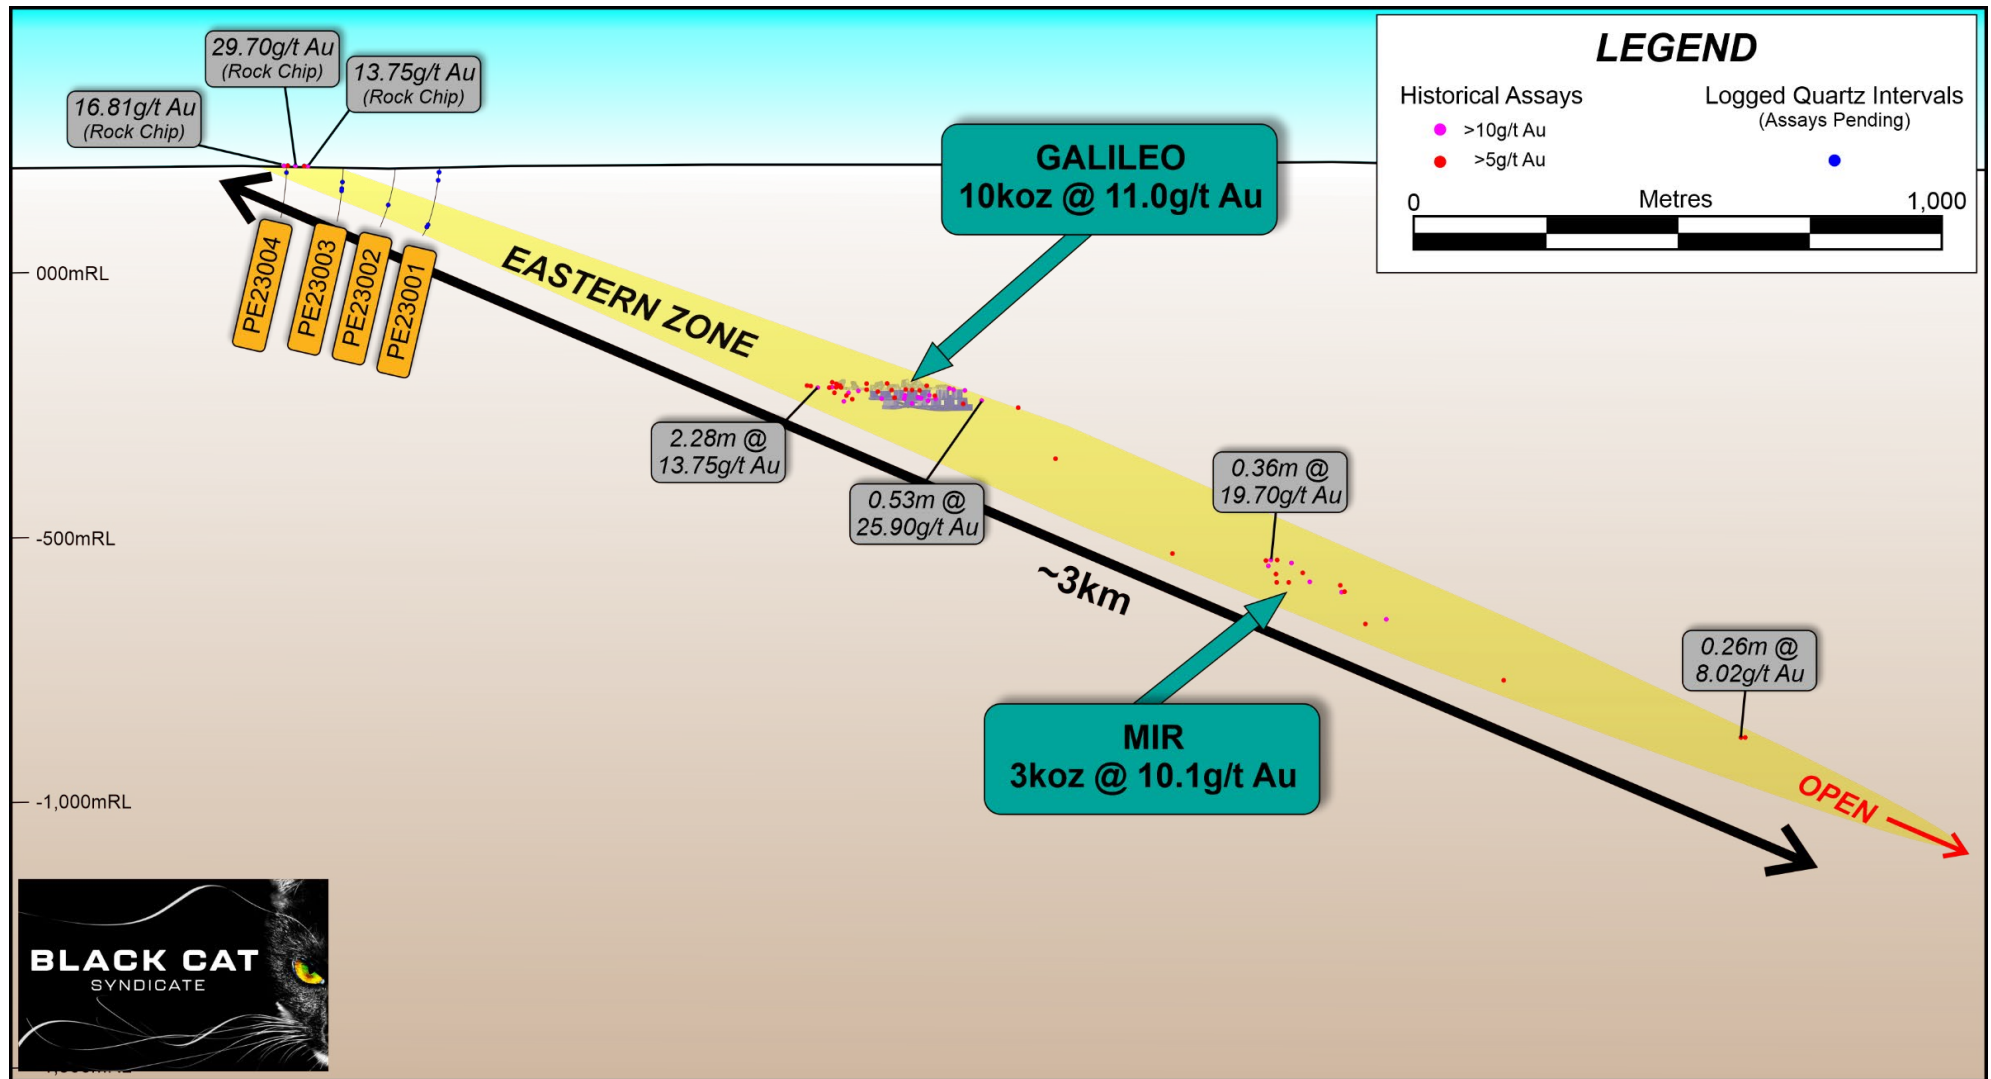 29.70g/t Au
(Rock Chip)
13.75g/t Au
(Rock Chip)
16.81g/t Au
(Rock Chip)
LEGEND
Historical Assays
>10g/t Au
>5g/t Au
Logged Quartz Intervals
(Assays Pending)
0
Metres
1,000
GALILEO
10koz @ 11.0g/t Au
PE23004
PE23003
PE23002
PE23001
000mRL
EASTERN ZONE
2.28m @
13.75g/t Au
0.53m @
25.90g/t Au
0.36m @
19.70g/t Au
-500mRL
~3km
0.26m @
8.02g/t Au
MIR
3koz @ 10.1g/t Au
-1,000mRL
OPEN
BLACK CAT
SYNDICATE